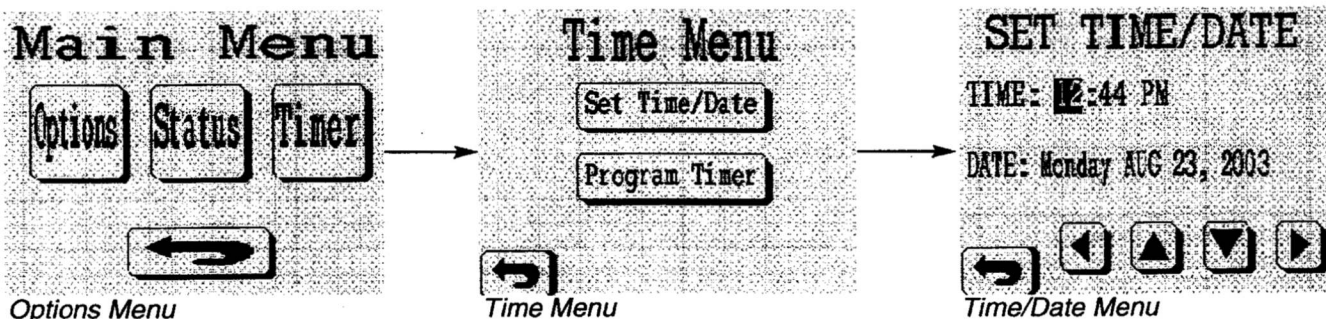 Main Menu
Options Status Timer
Options Menu
Time Menu
Set Time/Date
Program Timer
Time Menu
SET TIME/DATE
TIME: 12:44 PM
DATE: Monday AUG 23, 2003
Time/Date Menu